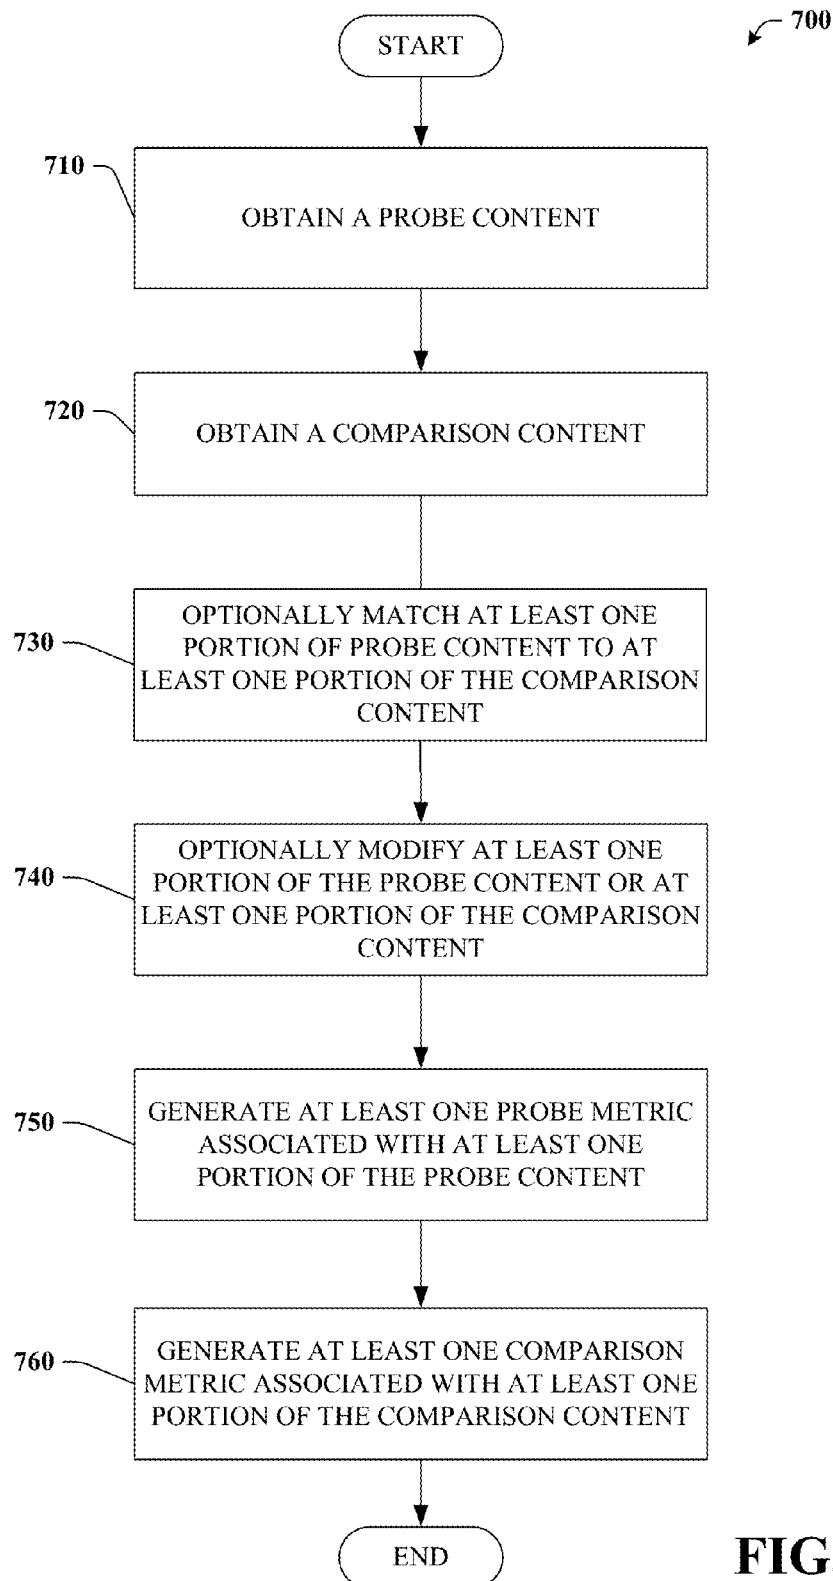 START
700
710
OBTAIN A PROBE CONTENT
720
OBTAIN A COMPARISON CONTENT
730
OPTIONALLY MATCH AT LEAST ONE
PORTION OF PROBE CONTENT TO AT
LEAST ONE PORTION OF THE COMPARISON
CONTENT
740
OPTIONALLY MODIFY AT LEAST ONE
PORTION OF THE PROBE CONTENT OR AT
LEAST ONE PORTION OF THE COMPARISON
CONTENT
750
GENERATE AT LEAST ONE PROBE METRIC
ASSOCIATED WITH AT LEAST ONE
PORTION OF THE PROBE CONTENT
760
GENERATE AT LEAST ONE COMPARISON
METRIC ASSOCIATED WITH AT LEAST ONE
PORTION OF THE COMPARISON CONTENT
END
FIG.